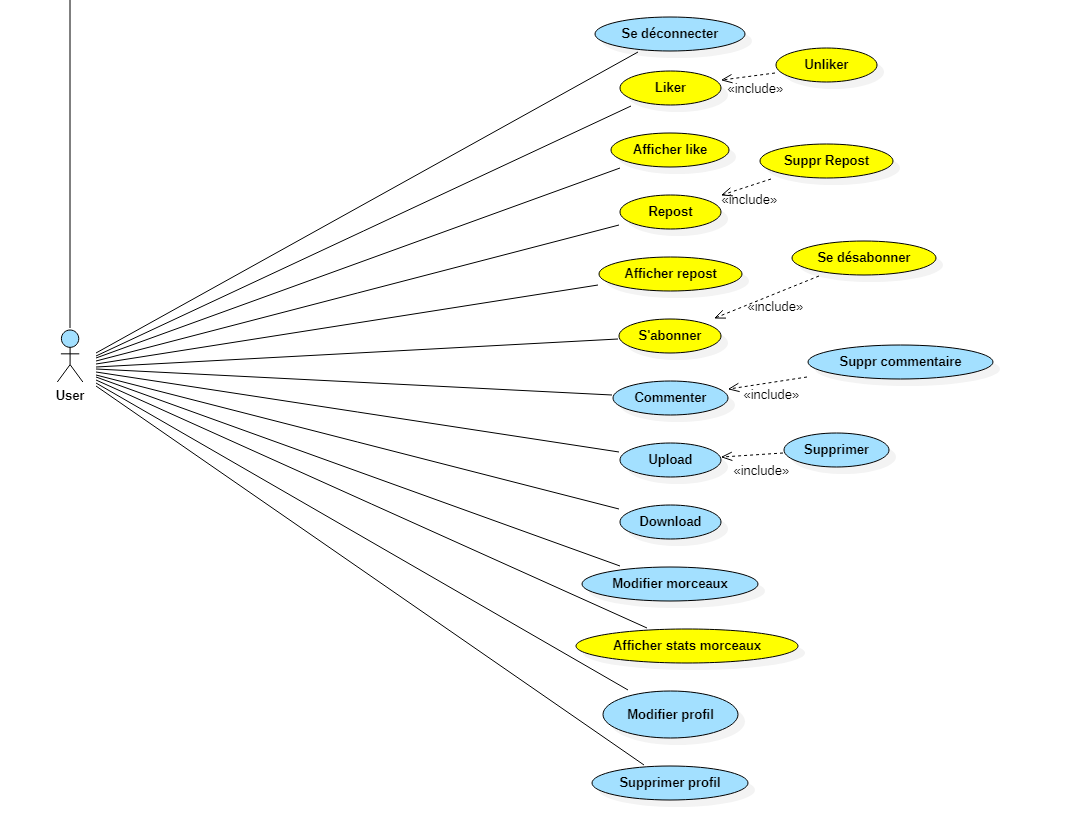 Se déconnecter
Unliker
Liker
«include»
Afficher like
Suppr Repost
«include»
Repost
Se désabonner
Afficher repost
«include»
S'abonner
Suppr commentaire
User
Commenter
«include»
Supprimer
Upload
«include»
Download
Modifier morceaux
Afficher stats morceaux
Modifier profil
Supprimer profil